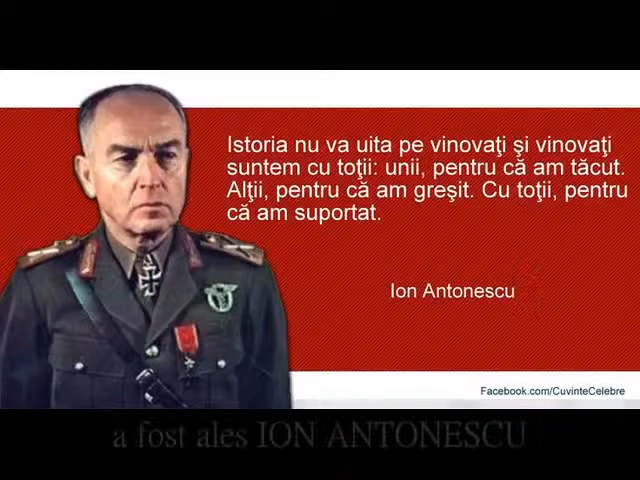 Istoria nu va uita pe vinovaţi şi vinovaţi
suntem cu toţii: unii, pentru că am tăcut.
Alţii, pentru că am greşit. Cu toţii, pentru
că am suportat.
Ion Antonescu
Facebook.com/CuvinteCelebre
a fost ales ION ANTONESCU